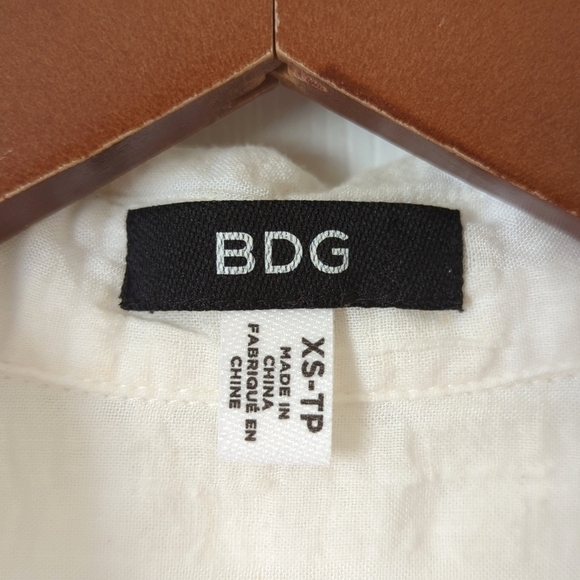 BDG
XS-TP
MADE IN
CHINA
FABRIQUÉ EN
CHINE